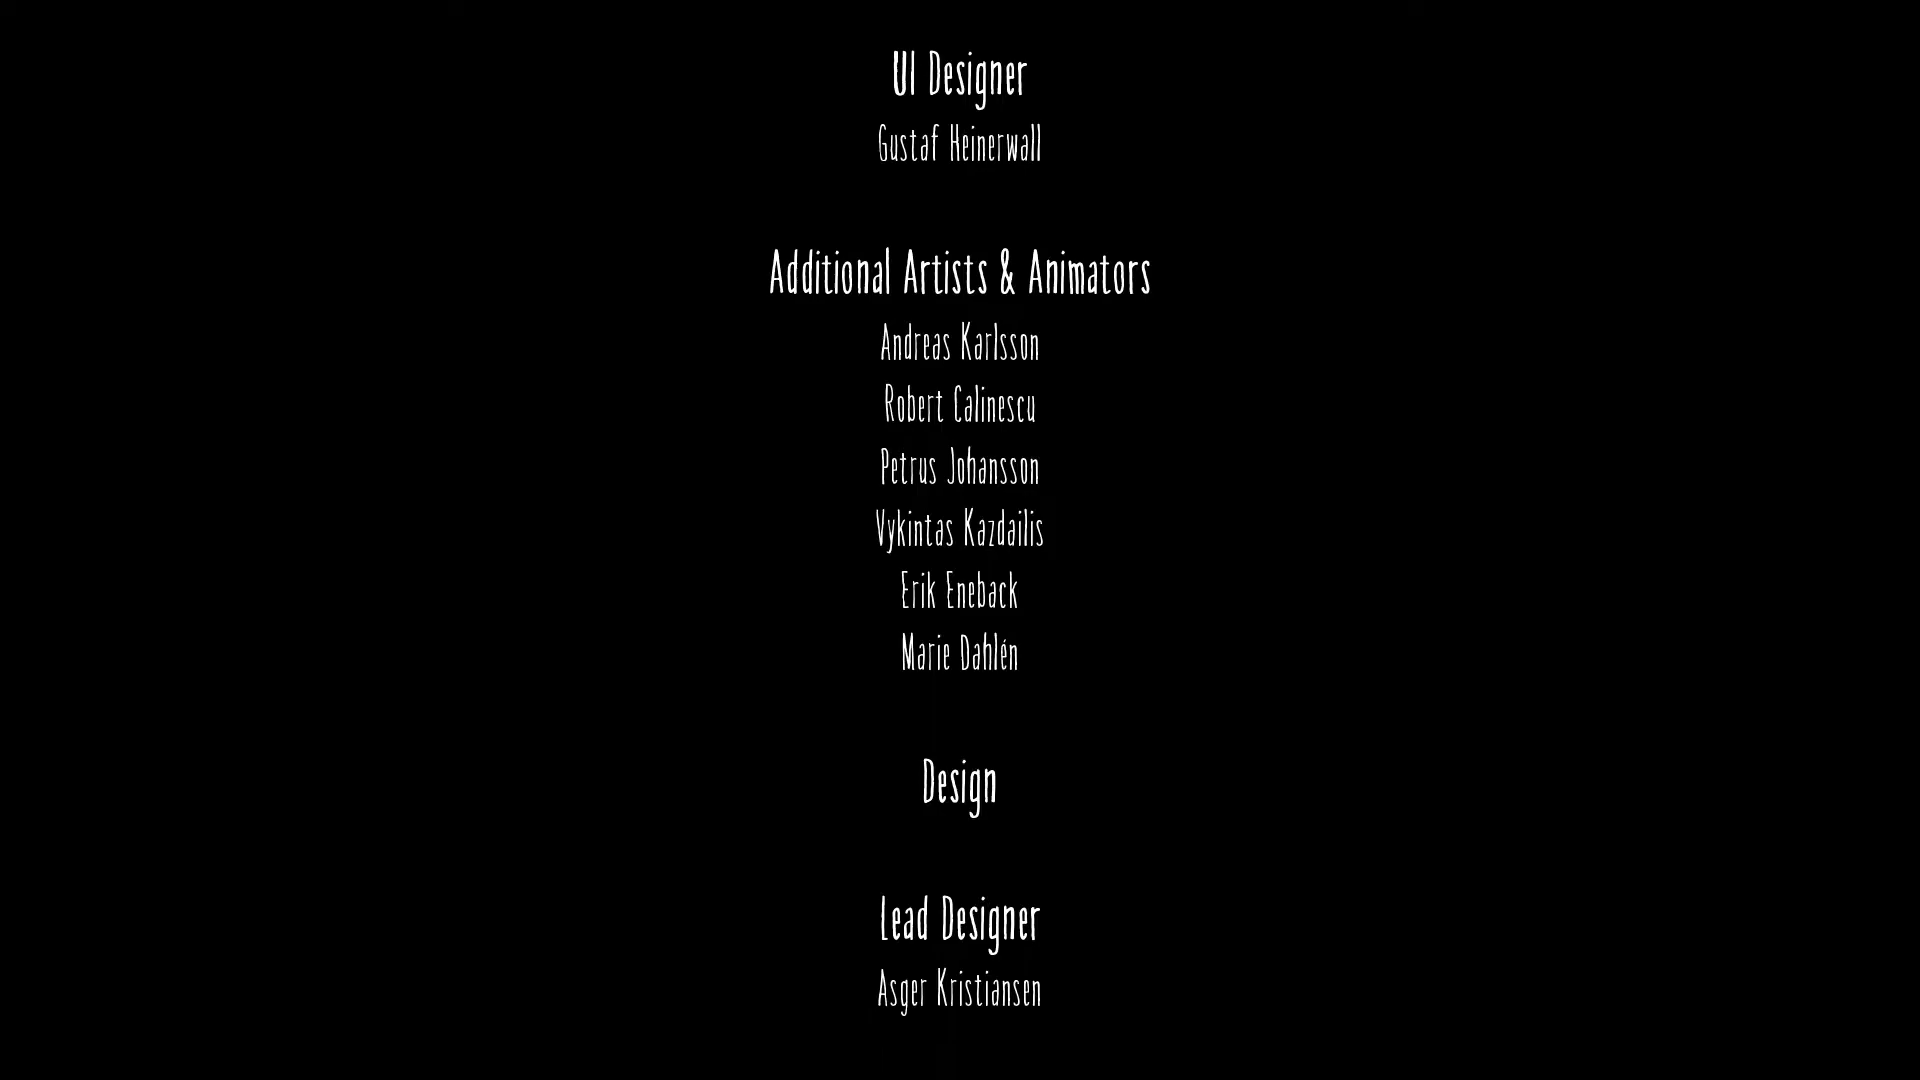 UI Designer
Gustaf Heinerwall
Additional Artists & Animators
Andreas Karlsson
Robert Calinescu
Petrus Johansson
Vykintas Kazdailis
Erik Eneback
Marie Dahlén
Design
Lead Designer
Asger Kristiansen